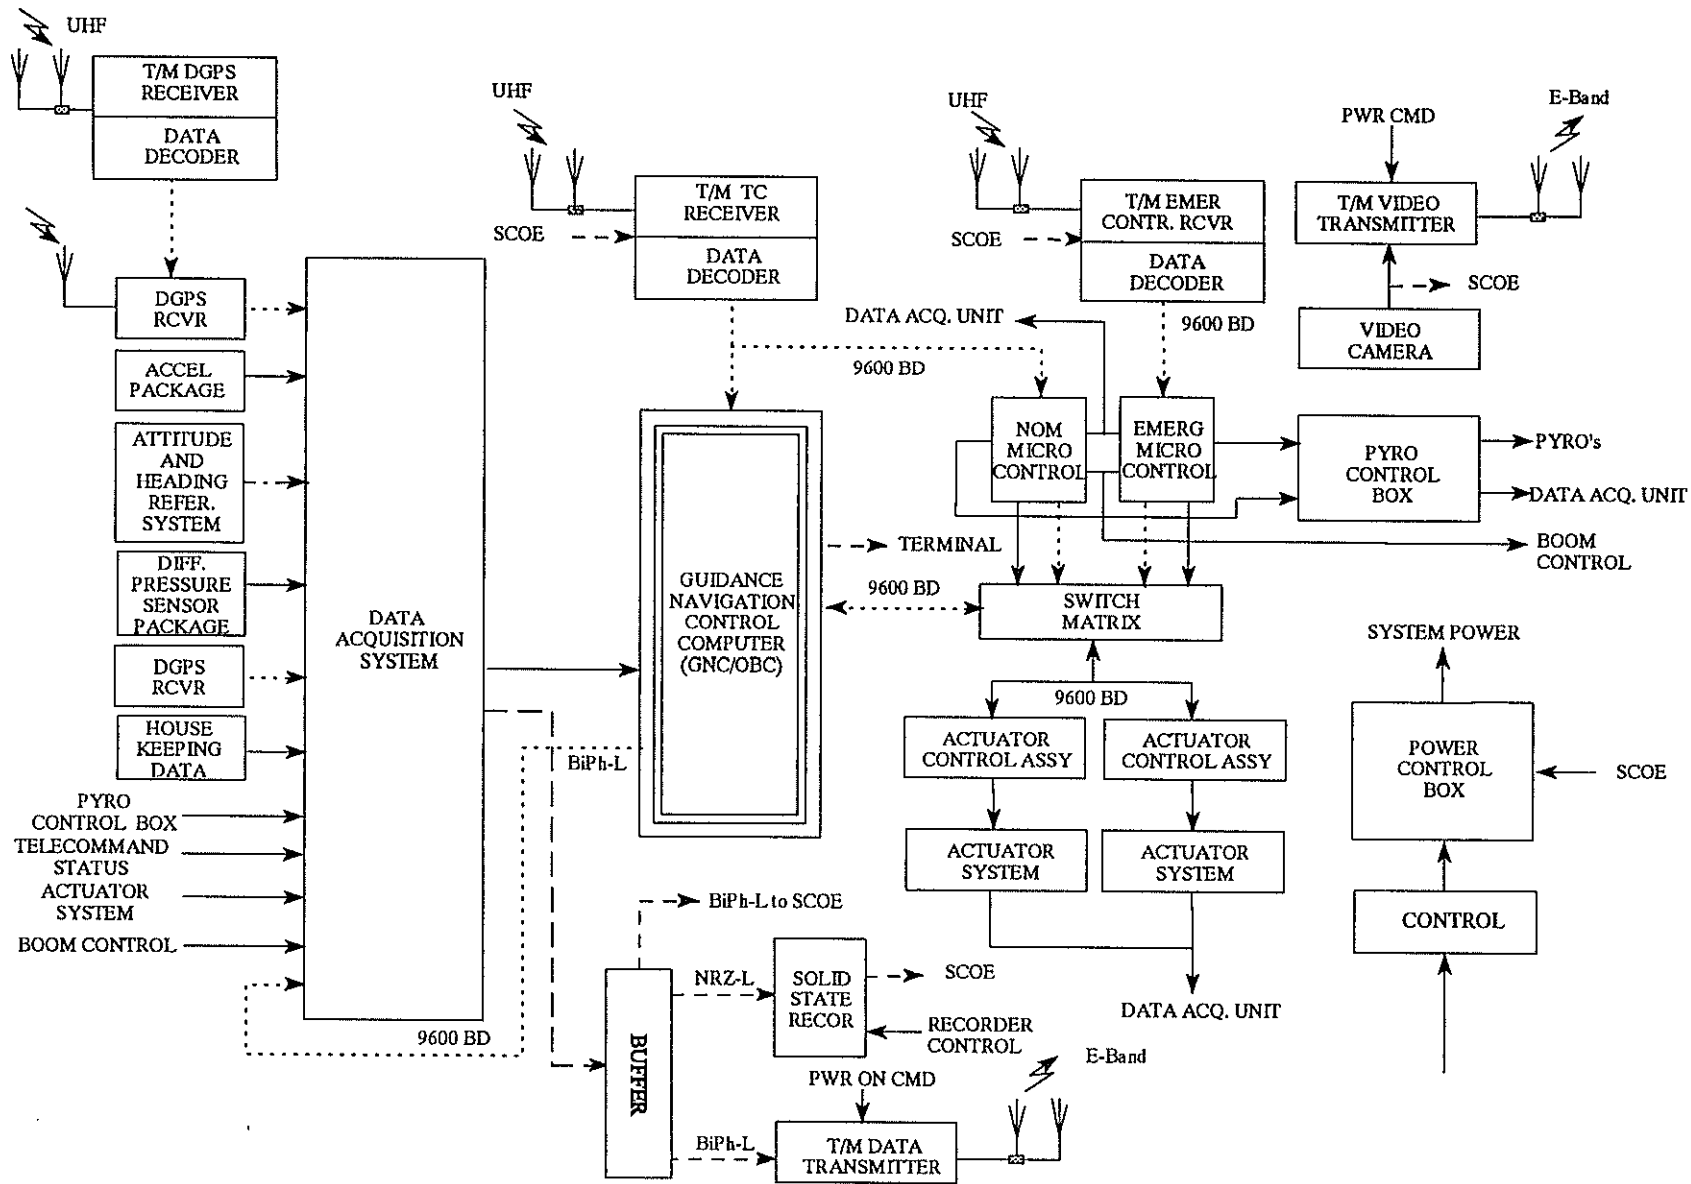 UHF
T/M DGPS
RECEIVER
DATA
DECODER
DGPS
RCVR
ACCEL
PACKAGE
ATTITUDE
AND
HEADING
REFER.
SYSTEM
DIFF.
PRESSURE
SENSOR
PACKAGE
DGPS
RCVR
HOUSE
KEEPING
DATA
PYRO
CONTROL BOX
TELECOMMAND
STATUS
ACTUATOR
SYSTEM
BOOM CONTROL
9600 BD
DATA
ACQUISITION
SYSTEM
UHF
T/M TC
RECEIVER
SCOE
DATA
DECODER
9600 BD
GUIDANCE
NAVIGATION
CONTROL
COMPUTER
(GNC/OBC)
BiPh-L
TERMINAL
9600 BD
UHF
T/M EMER
CONTR. RCVR
SCOE
DATA
DECODER
9600 BD
DATA ACQ. UNIT
NOM
MICRO
CONTROL
EMERG
MICRO
CONTROL
PYRO
CONTROL
BOX
PYRO's
DATA ACQ. UNIT
BOOM
CONTROL
SWITCH
MATRIX
9600 BD
ACTUATOR
CONTROL ASSY
ACTUATOR
CONTROL ASSY
ACTUATOR
SYSTEM
ACTUATOR
SYSTEM
DATA ACQ. UNIT
PWR CMD
E-Band
T/M VIDEO
TRANSMITTER
SCOE
VIDEO
CAMERA
SYSTEM POWER
POWER
CONTROL
BOX
SCOE
CONTROL
BiPh-L to SCOE
BUFFER
NRZ-L
SOLID
STATE
RECOR
SCOE
RECORDER
CONTROL
PWR ON CMD
E-Band
BiPh-L
T/M DATA
TRANSMITTER